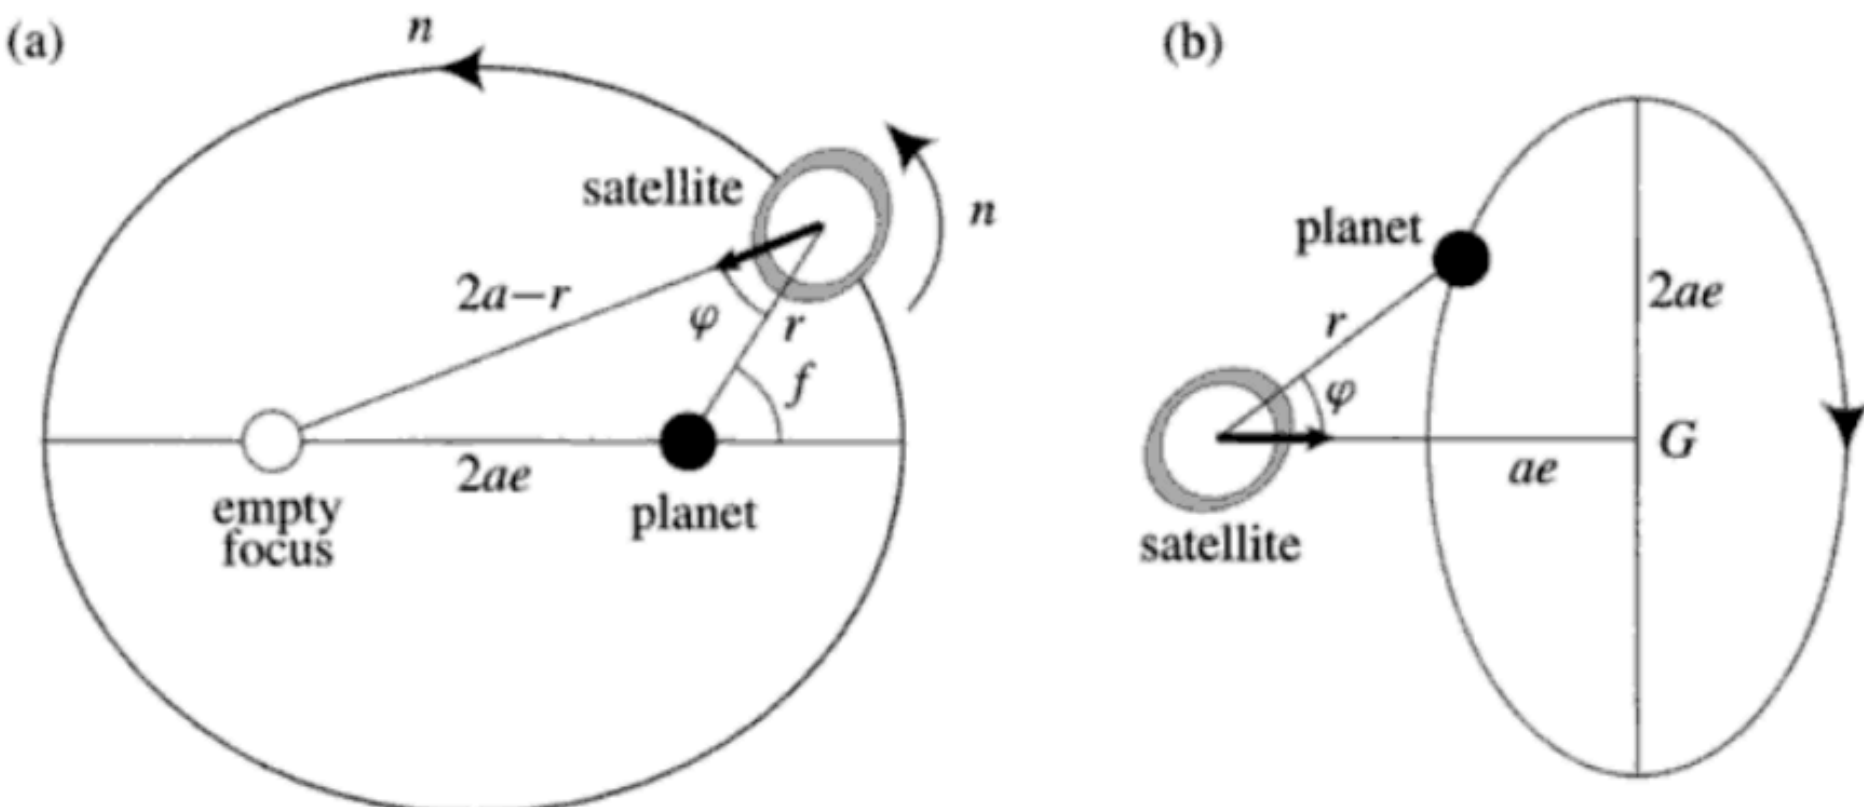 (a)
n
satellite
n
2a−r
φ
r
f
2ae
empty
focus
planet
(b)
planet
2ae
r
φ
G
ae
satellite